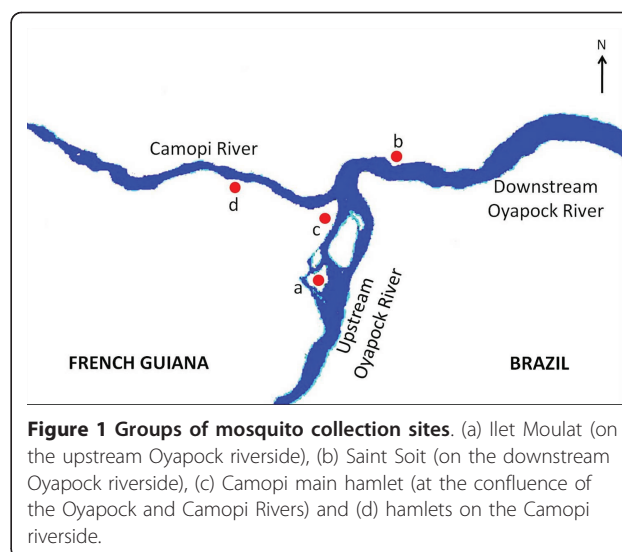 N
b
Camopi River
Downstream
Oyapock River
d
c
a
Upstream
Oyapock River
FRENCH GUIANA
BRAZIL
Figure 1 Groups of mosquito collection sites. (a) Ilet Moulat (on
the upstream Oyapock riverside), (b) Saint Soit (on the downstream
Oyapock riverside), (c) Camopi main hamlet (at the confluence of
the Oyapock and Camopi Rivers) and (d) hamlets on the Camopi
riverside.